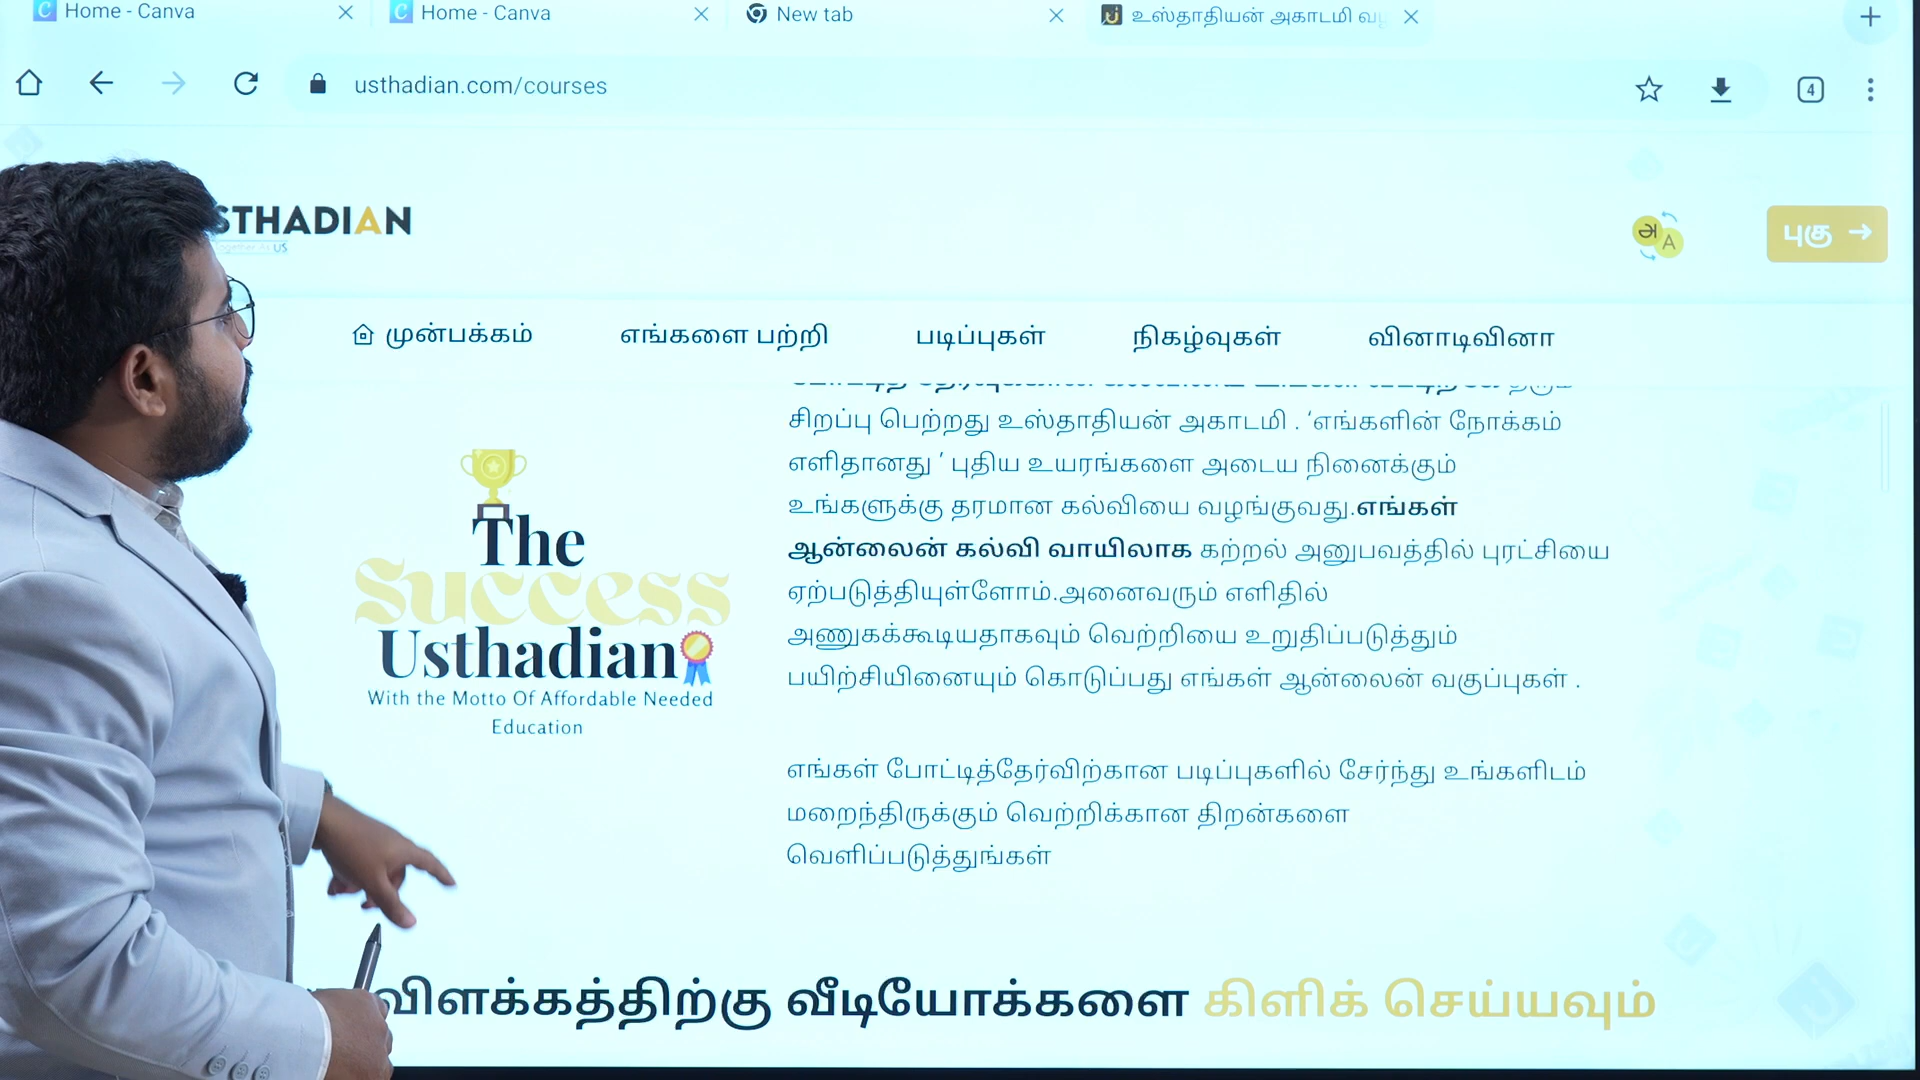 Home - Canva
Home - Canva
New tab
உஸ்தாதியன் அகாடமி
usthadian.com/courses
4
STHADIAN
Together As US
அ A
புகு
முன்பக்கம்
எங்களை பற்றி
படிப்புகள்
நிகழ்வுகள்
வினாடிவினா
சிறப்பு பெற்றது உஸ்தாதியன் அகாடமி . ‘எங்களின் நோக்கம்
எளிதானது ’ புதிய உயரங்களை அடைய நினைக்கும்
உங்களுக்கு தரமான கல்வியை வழங்குவது.எங்கள்
ஆன்லைன் கல்வி வாயிலாக கற்றல் அனுபவத்தில் புரட்சியை
ஏற்படுத்தியுள்ளோம்.அனைவரும் எளிதில்
அணுகக்கூடியதாகவும் வெற்றியை உறுதிப்படுத்தும்
பயிற்சியினையும் கொடுப்பது எங்கள் ஆன்லைன் வகுப்புகள் .
எங்கள் போட்டித்தேர்விற்கான படிப்புகளில் சேர்ந்து உங்களிடம்
மறைந்திருக்கும் வெற்றிக்கான திறன்களை
வெளிப்படுத்துங்கள்
The
Success
Usthadian
With the Motto Of Affordable Needed
Education
விளக்கத்திற்கு வீடியோக்களை கிளிக் செய்யவும்